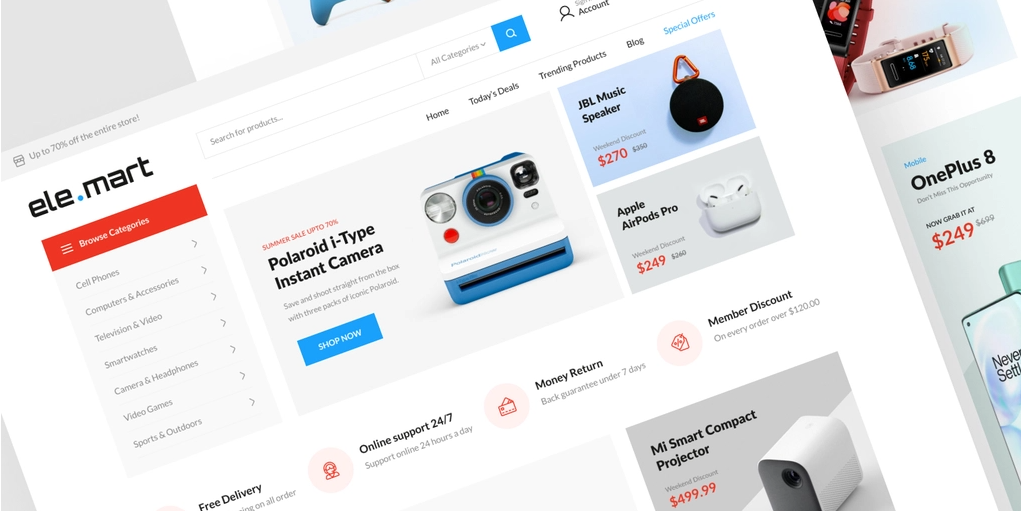 Account
All Categories
Search for products...
Up to 70% off the entire store!
ele.mart
Home
Today's Deals
Trending Products
Blog
Special Offers
Browse Categories
Cell Phones
Computers & Accessories
Television & Video
Smartwatches
Camera & Headphones
Video Games
Sports & Outdoors
SUMMER SALE UPTO 70%
Polaroid i-Type
Instant Camera
Save and shoot straight from the box
with three packs of iconic Polaroid.
SHOP NOW
JBL Music
Speaker
Weekend Discount
$270 $350
JBL
Apple
AirPods Pro
Weekend Discount
$249 $260
Free Delivery
on all order
Online support 24/7
Support online 24 hours a day
Money Return
Back guarantee under 7 days
Member Discount
On every order over $120.00
Mi Smart Compact
Projector
Weekend Discount
$499.99
Mobile
OnePlus 8
Don't Miss This Opportunity
NOW GRAB IT AT
$249 $699
Never